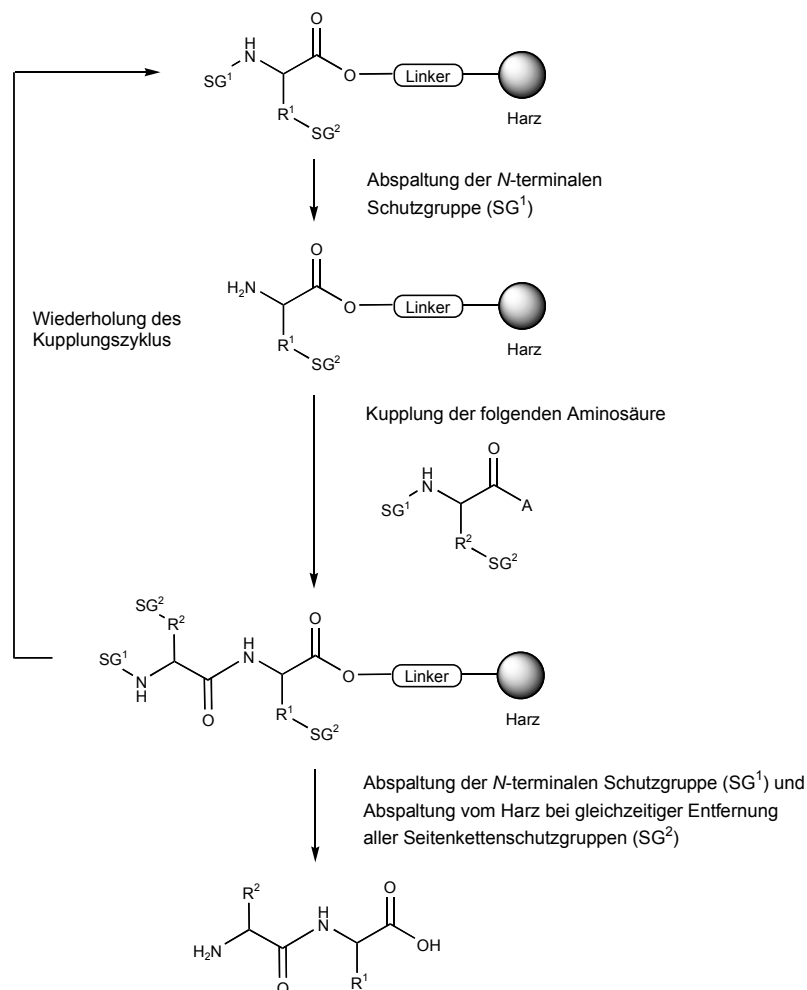 O
H
N
SG¹
O
Linker
R¹
SG²
Harz
Abspaltung der N-terminalen
Schutzgruppe (SG¹)
O
H₂N
O
Linker
R¹
SG²
Harz
Wiederholung des
Kupplungszyklus
Kupplung der folgenden Aminosäure
O
H
N
SG¹
A
R²
SG²
SG²
R²
O
H
N
SG¹
N
H
O
O
Linker
R¹
SG²
Harz
Abspaltung der N-terminalen Schutzgruppe (SG¹) und
Abspaltung vom Harz bei gleichzeitiger Entfernung
aller Seitenkettenschutzgruppen (SG²)
R²
O
H
N
H₂N
OH
O
R¹